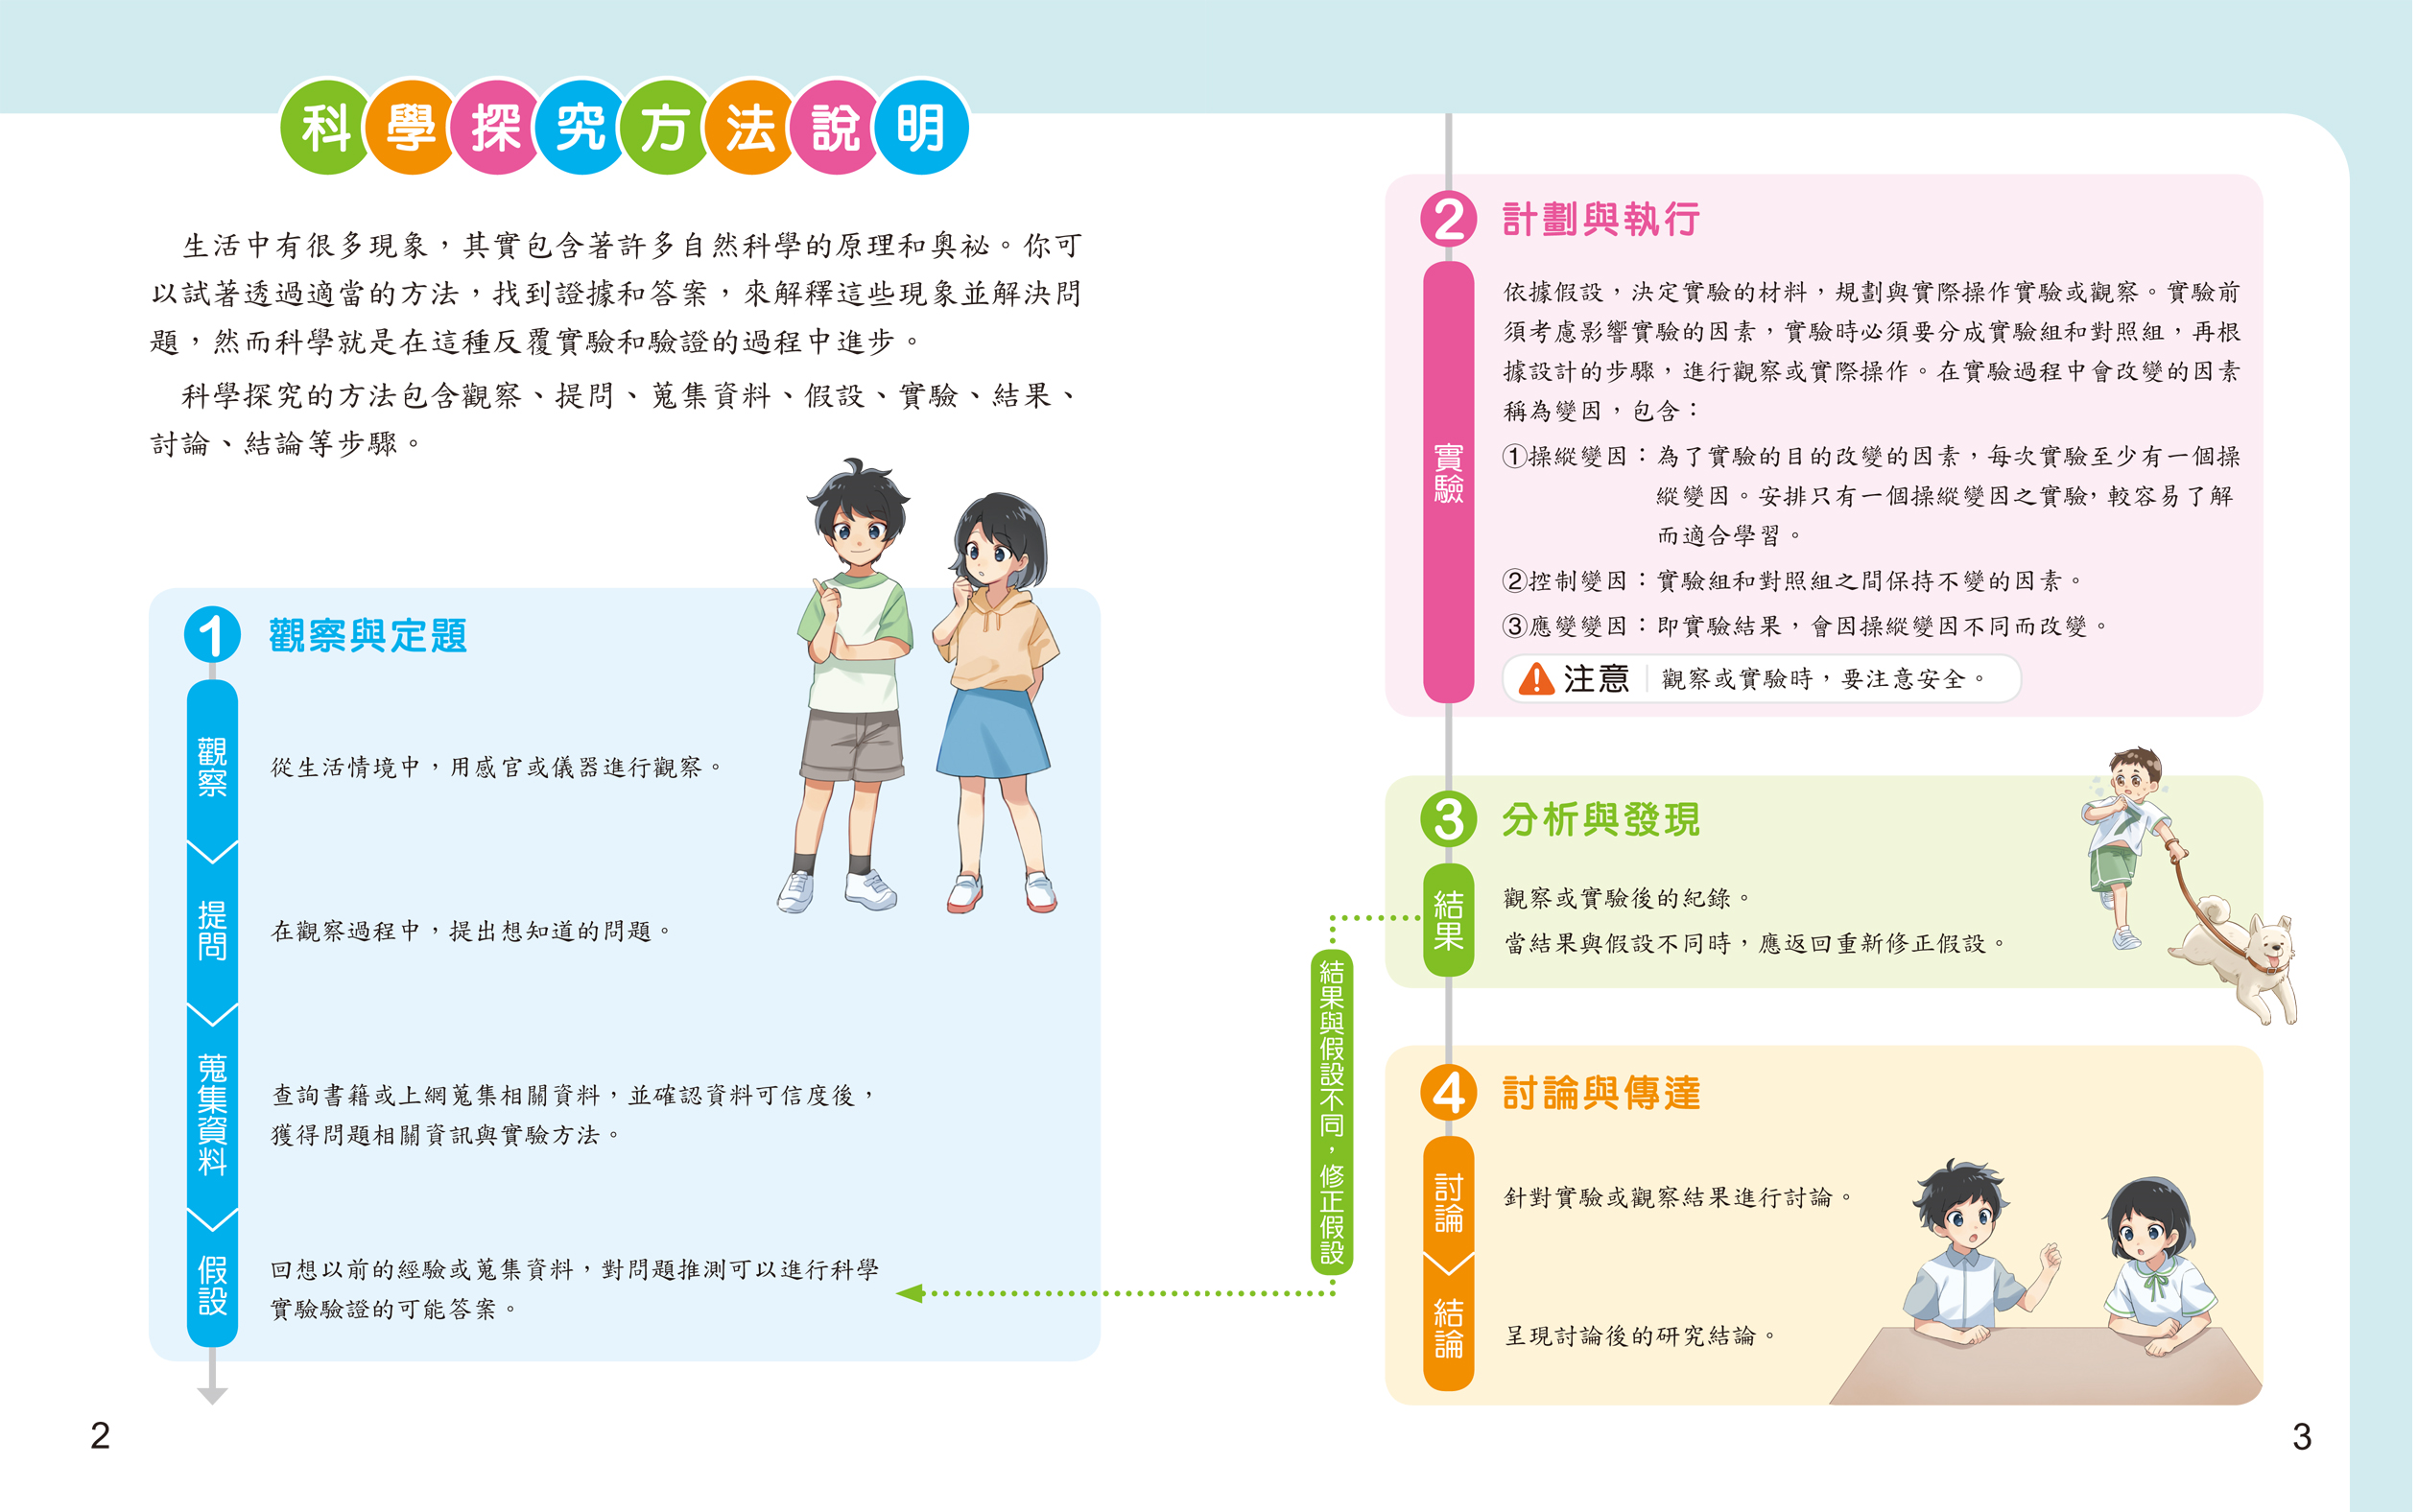 科學探究方法說明
生活中有很多現象，其實包含著許多自然科學的原理和奧祕。你可
以試著透過適當的方法，找到證據和答案，來解釋這些現象並解決問
題，然而科學就是在這種反覆實驗和驗證的過程中進步。
科學探究的方法包含觀察、提問、蒐集資料、假設、實驗、結果、
討論、結論等步驟。
1 觀察與定題
觀察
從生活情境中，用感官或儀器進行觀察。
提問
在觀察過程中，提出想知道的問題。
蒐集資料
查詢書籍或上網蒐集相關資料，並確認資料可信度後，
獲得問題相關資訊與實驗方法。
假設
回想以前的經驗或蒐集資料，對問題推測可以進行科學
實驗驗證的可能答案。
2
2 計劃與執行
實驗
依據假設，決定實驗的材料，規劃與實際操作實驗或觀察。實驗前
須考慮影響實驗的因素，實驗時必須要分成實驗組和對照組，再根
據設計的步驟，進行觀察或實際操作。在實驗過程中會改變的因素
稱為變因，包含：
①操縱變因：為了實驗的目的改變的因素，每次實驗至少有一個操
縱變因。安排只有一個操縱變因之實驗，較容易了解
而適合學習。
②控制變因：實驗組和對照組之間保持不變的因素。
③應變變因：即實驗結果，會因操縱變因不同而改變。
注意 觀察或實驗時，要注意安全。
3 分析與發現
結果
觀察或實驗後的紀錄。
當結果與假設不同時，應返回重新修正假設。
結果與假設不同，修正假設
4 討論與傳達
討論
針對實驗或觀察結果進行討論。
結論
呈現討論後的研究結論。
3